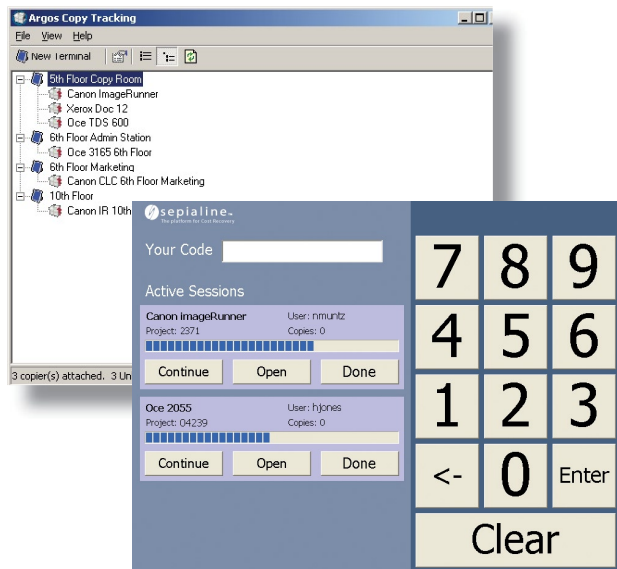 Argos Copy Tracking
File View Help
New Terminal
5th Floor Copy Room
Canon ImageRunner
Xerox Doc 12
Oce TDS 600
6th Floor Admin Station
Oce 3165 6th Floor
6th Floor Marketing
Canon CLC 6th Floor Marketing
10th Floor
Canon IR 10th
3 copier(s) attached. 3 Un
sepialine
The platform for Cost Recovery
Your Code
Active Sessions
Canon imageRunner User: nmuntz
Project: 2371 Copies: 0
Continue Open Done
Oce 2055 User: hjones
Project: 04239 Copies: 0
Continue Open Done
7 8 9
4 5 6
1 2 3
<- 0 Enter
Clear